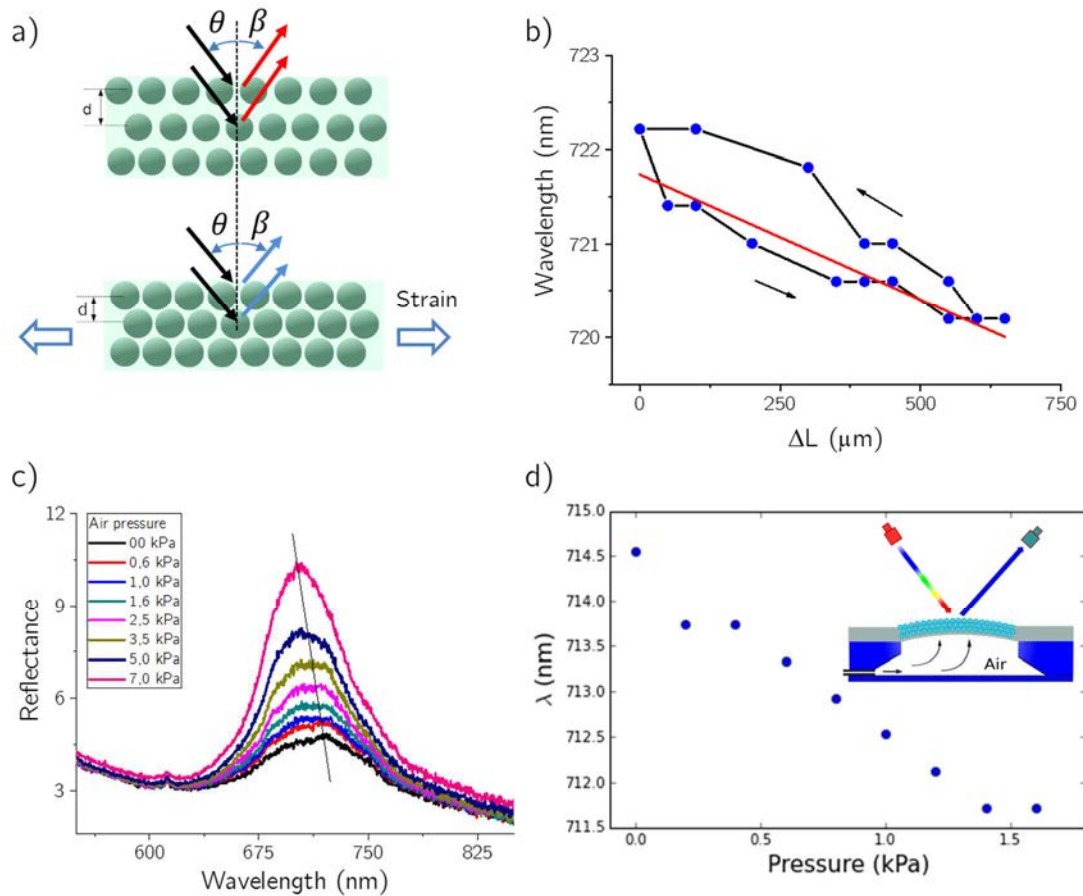 a)
θ β
d
θ β
d
Strain
b)
723
722
721
720
Wavelength (nm)
0 250 500 750
ΔL (μm)
c)
12
9
6
3
Reflectance
Air pressure
00 kPa
0,6 kPa
1,0 kPa
1,6 kPa
2,5 kPa
3,5 kPa
5,0 kPa
7,0 kPa
600 675 750 825
Wavelength (nm)
d)
715.0
714.5
714.0
713.5
713.0
712.5
712.0
711.5
λ (nm)
Air
0.0 0.5 1.0 1.5
Pressure (kPa)